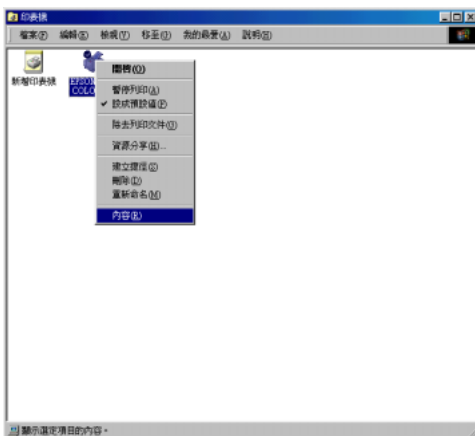 印表機
檔案(F) 編輯(E) 檢視(V) 移至(G) 我的最愛(A) 說明(H)
新增印表機
EPSON
COLO
開啟(O)
暫停列印(A)
設成預設值(F)
除去列印文件(G)
資源分享(H)...
建立捷徑(S)
刪除(D)
重新命名(M)
內容(R)
顯示選定項目的內容。